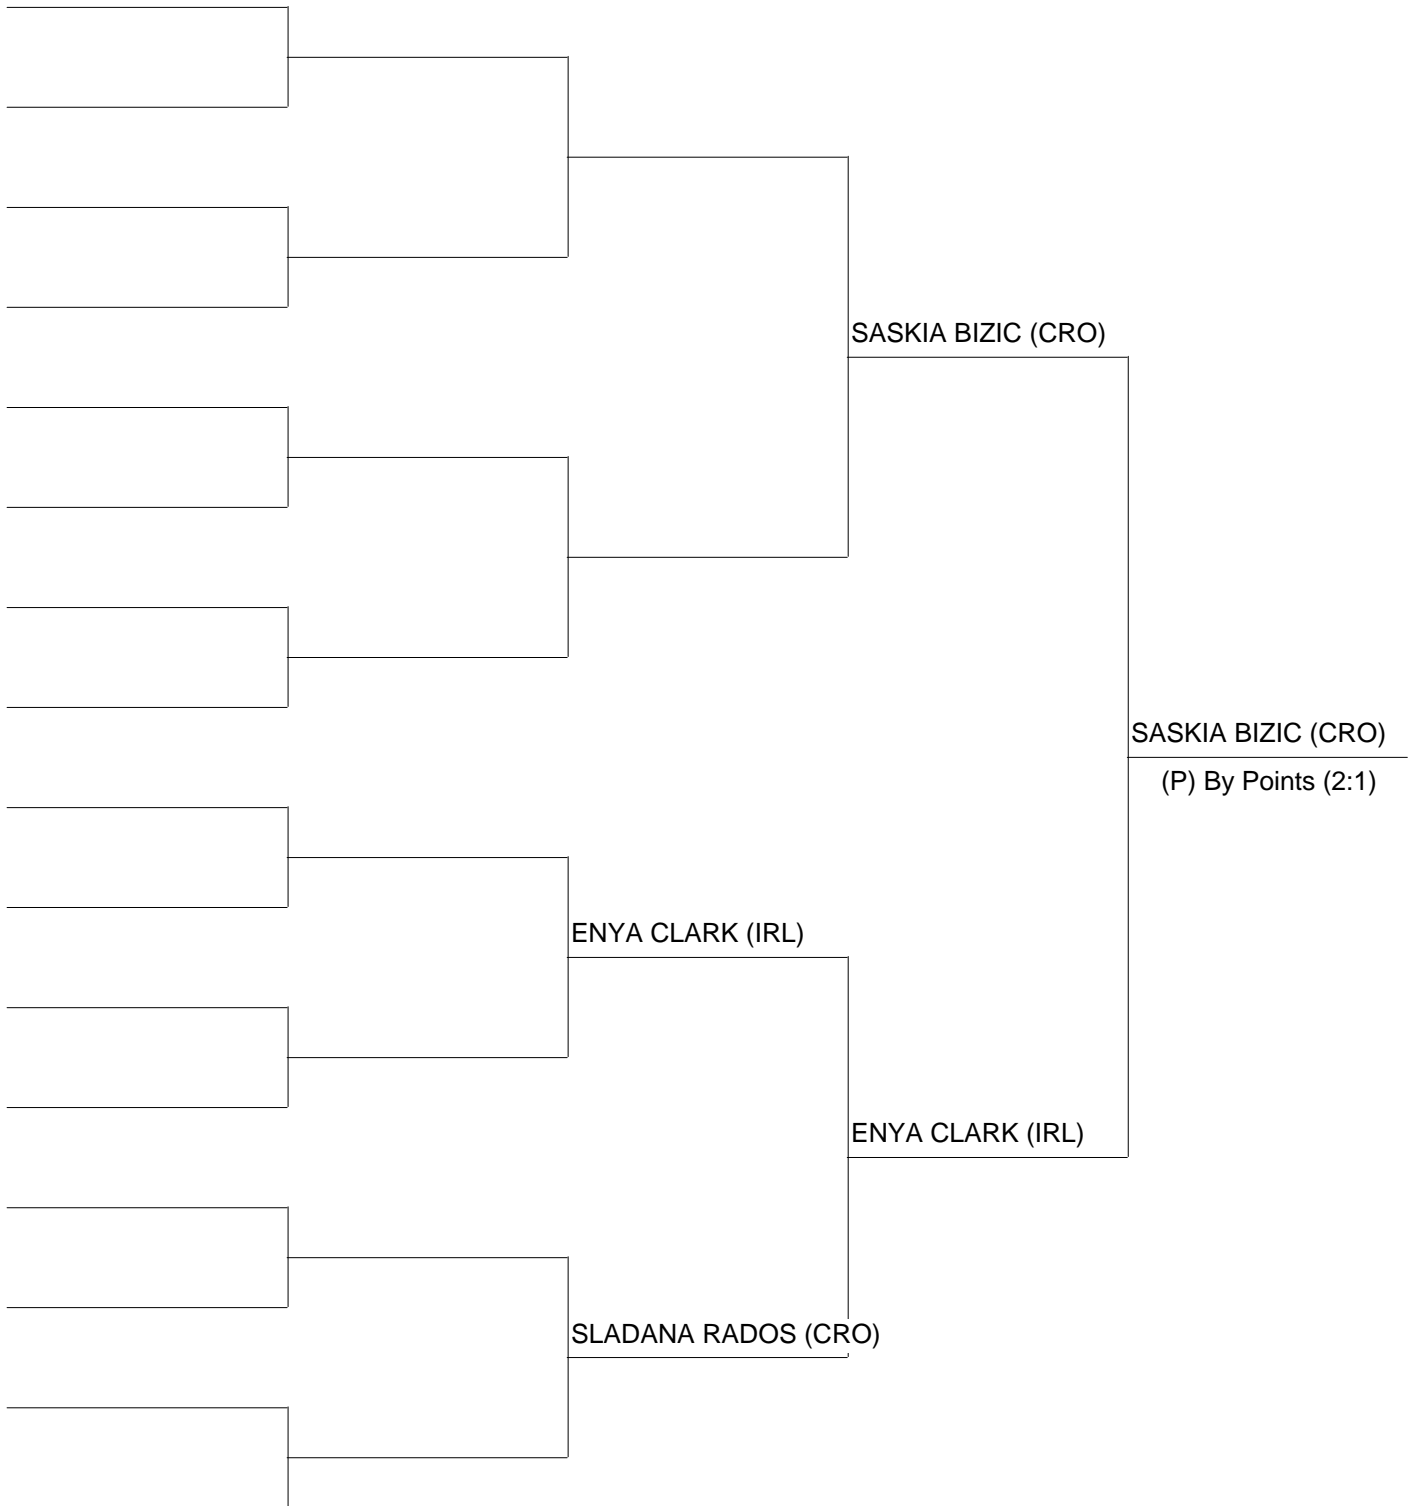 SASKIA BIZIC (CRO)
SASKIA BIZIC (CRO)
(P) By Points (2:1)
ENYA CLARK (IRL)
ENYA CLARK (IRL)
SLADANA RADOS (CRO)